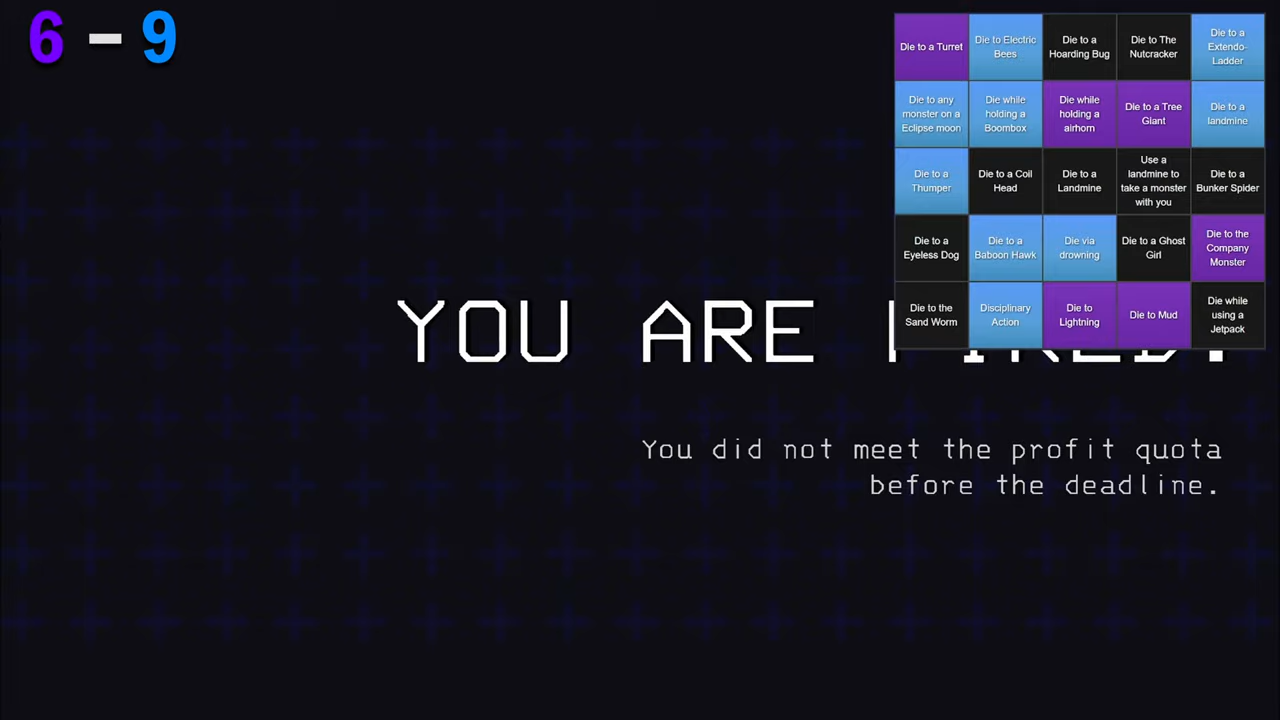 6 - 9
Die to a Turret
Die to Electric
Bees
Die to a
Hoarding Bug
Die to The
Nutcracker
Die to a
Extendo-
Ladder
Die to any
monster on a
Eclipse moon
Die while
holding a
Boombox
Die while
holding a
airhorn
Die to a Tree
Giant
Die to a
landmine
Die to a
Thumper
Die to a Coil
Head
Die to a
Landmine
Use a
landmine to
take a monster
with you
Die to a
Bunker Spider
Die to a
Eyeless Dog
Die to a
Baboon Hawk
Die via
drowning
Die to a Ghost
Girl
Die to the
Company
Monster
Die to the
Sand Worm
Disciplinary
Action
Die to
Lightning
Die to Mud
Die while
using a
Jetpack
YOU ARE FIRED.
You did not meet the profit quota
before the deadline.